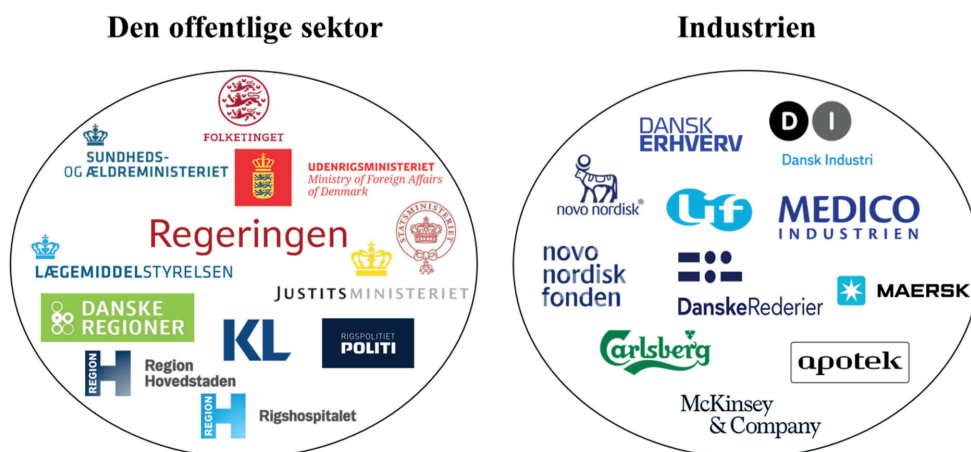 Den offentlige sektor
FOLKETINGET
SUNDHEDS-
OG ÆLDREMINISTERIET
UDENRIGSMINISTERIET
Ministry of Foreign Affairs
of Denmark
Regeringen
STATSMINISTERIET
LÆGEMIDDELSTYRELSEN
JUSTITSMINISTERIET
DANSKE
REGIONER
KL
RIGSPOLITIET
POLITI
REGION H
Region
Hovedstaden
REGION H
Rigshospitalet
Industrien
DANSK
ERHVERV
D I
Dansk Industri
novo nordisk®
Lif
MEDICO
INDUSTRIEN
novo
nordisk
fonden
DanskeRederier
MAERSK
Carlsberg
apotek
McKinsey
& Company